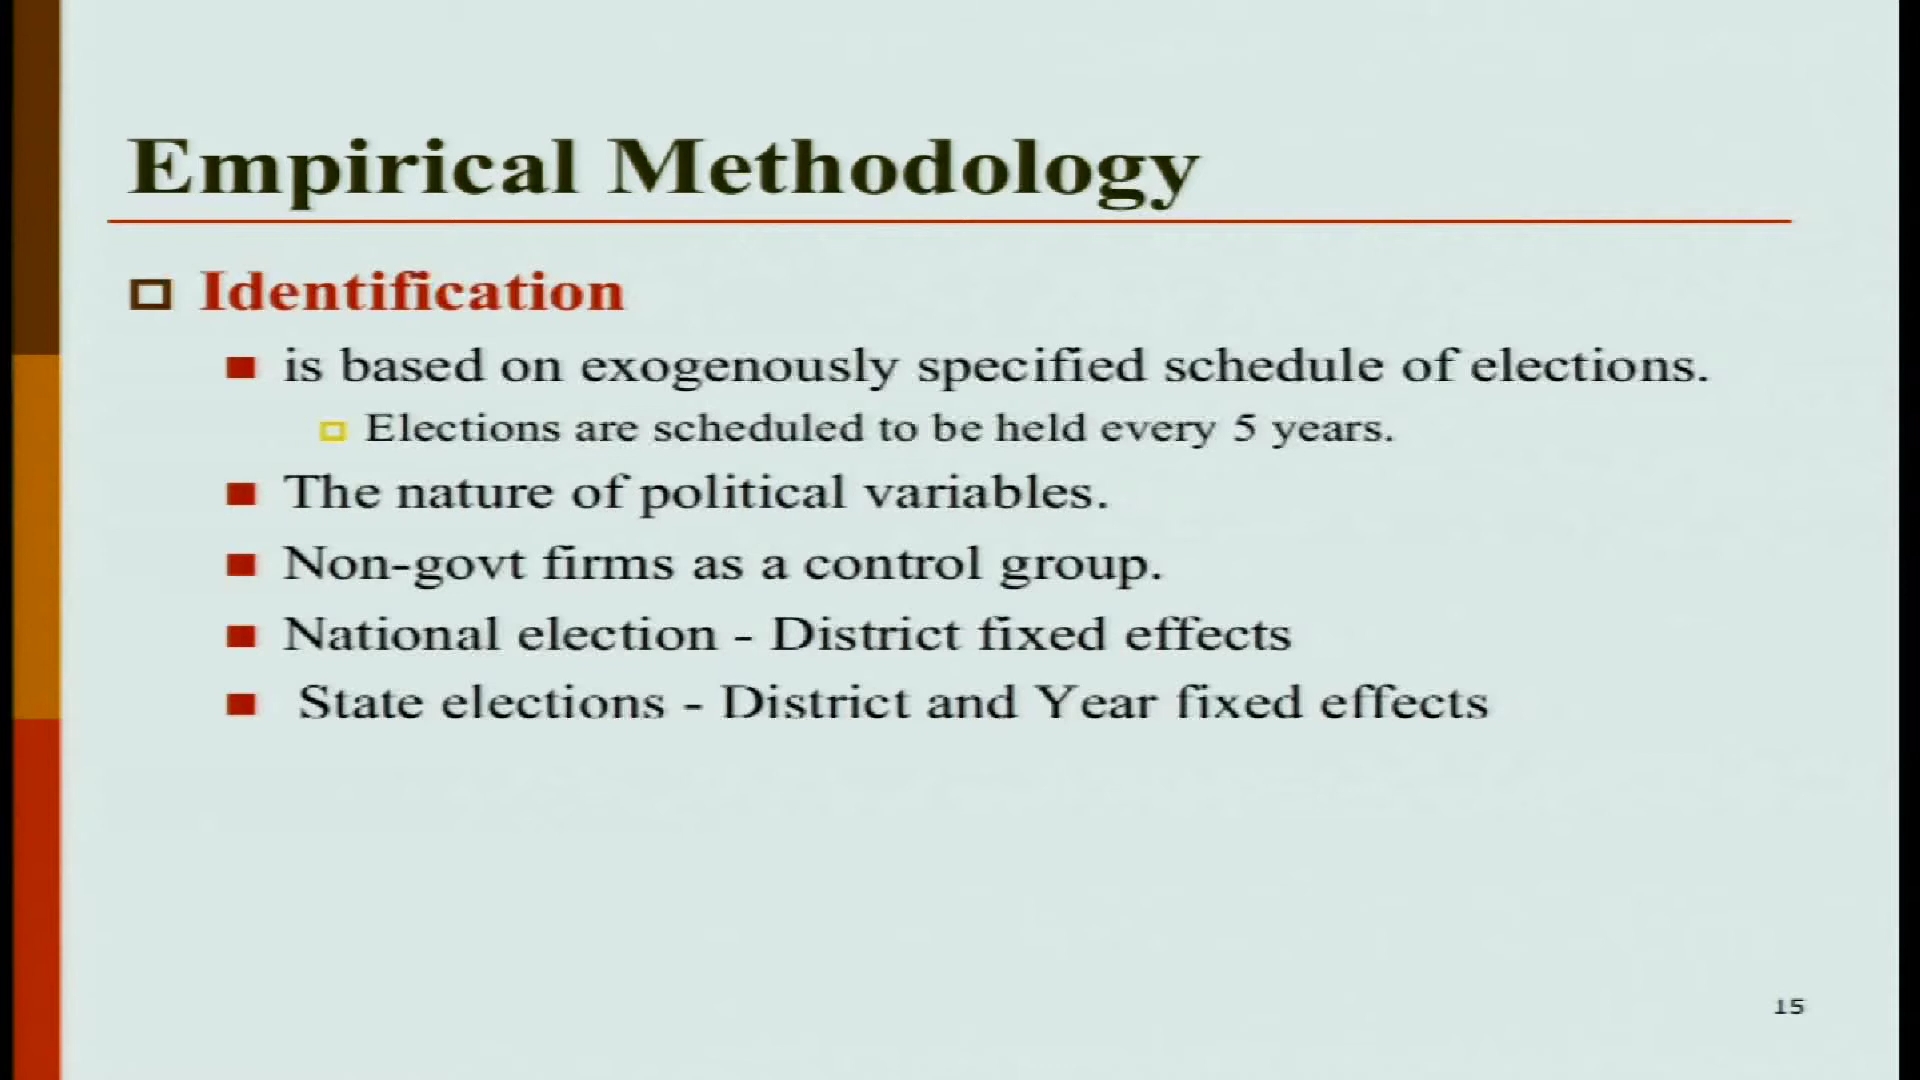 Empirical Methodology
Identification
is based on exogenously specified schedule of elections.
Elections are scheduled to be held every 5 years.
The nature of political variables.
Non-govt firms as a control group.
National election - District fixed effects
State elections - District and Year fixed effects
15